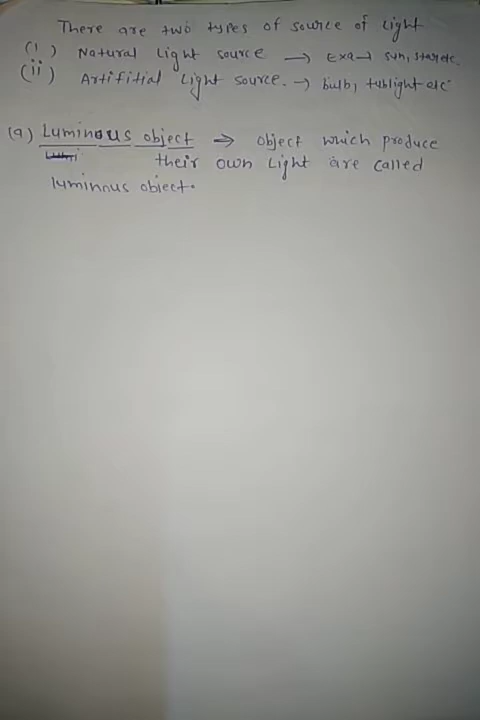 There are two types of source of Light
(i) Natural Light source → Exa→ sun, star etc.
(ii) Artifitial Light source. → bulb, tublight etc
(a) Luminous object ⇒ object which produce
their own Light are called
luminous object.